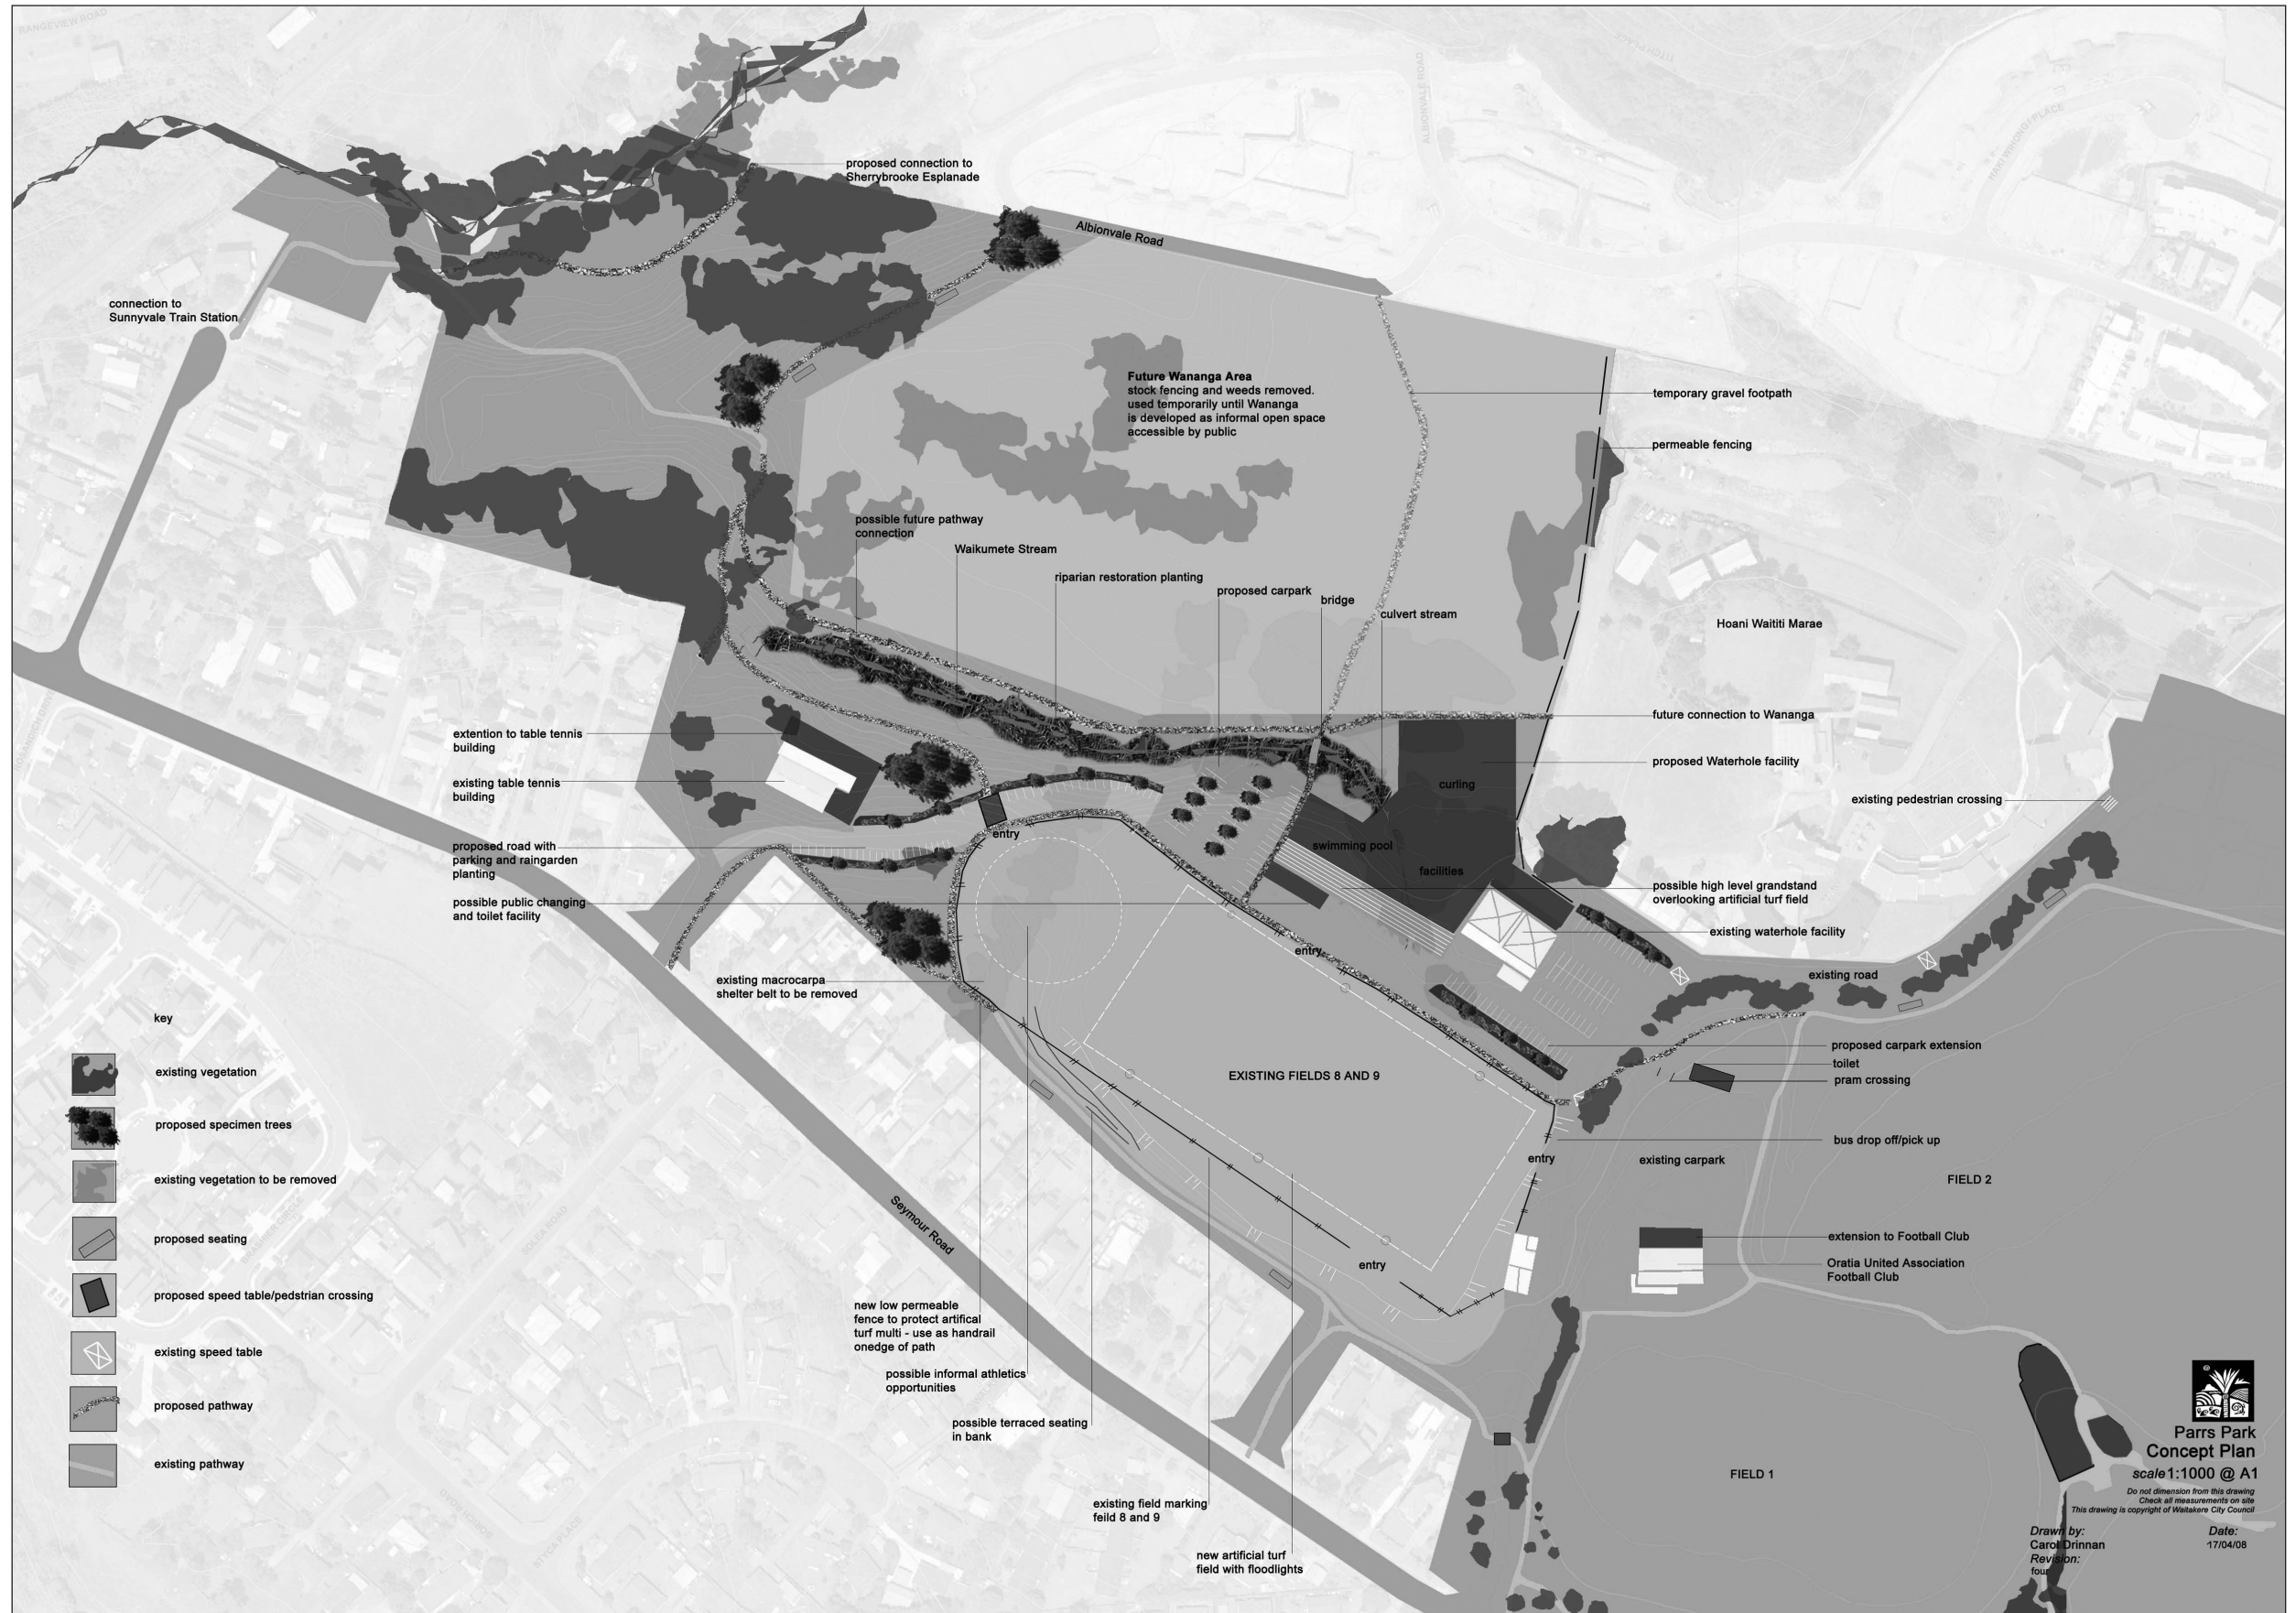 RANGEVIEW ROAD
ALBIONVALE ROAD
proposed connection to
Sherrybrooke Esplanade
Albionvale Road
connection to
Sunnyvale Train Station
Future Wananga Area
stock fencing and weeds removed.
used temporarily until Wananga
is developed as informal open space
accessible by public
temporary gravel footpath
permeable fencing
possible future pathway
connection
Waikumete Stream
riparian restoration planting
proposed carpark
bridge
culvert stream
Hoani Waititi Marae
future connection to Wananga
extention to table tennis
building
existing table tennis
building
proposed Waterhole facility
curling
existing pedestrian crossing
entry
proposed road with
parking and raingarden
planting
swimming pool
facilities
possible public changing
and toilet facility
possible high level grandstand
overlooking artificial turf field
existing waterhole facility
entry
existing road
existing macrocarpa
shelter belt to be removed
proposed carpark extension
toilet
pram crossing
EXISTING FIELDS 8 AND 9
bus drop off/pick up
entry
existing carpark
FIELD 2
Seymour Road
entry
extension to Football Club
Oratia United Association
Football Club
key
existing vegetation
proposed specimen trees
existing vegetation to be removed
proposed seating
proposed speed table/pedstrian crossing
existing speed table
proposed pathway
existing pathway
new low permeable
fence to protect artifical
turf multi - use as handrail
onedge of path
possible informal athletics
opportunities
possible terraced seating
in bank
existing field marking
feild 8 and 9
new artificial turf
field with floodlights
FIELD 1
Parrs Park
Concept Plan
scale 1:1000 @ A1
Do not dimension from this drawing
Check all measurements on site
This drawing is copyright of Waitakere City Council
Drawn by:
Carol Drinnan
Date:
17/04/08
Revision:
four